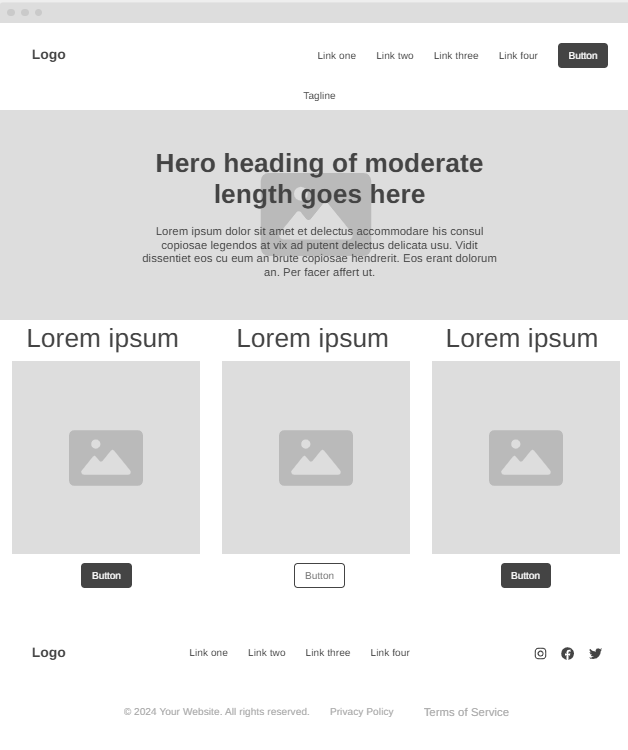 Logo
Link one
Link two
Link three
Link four
Button
Tagline
Hero heading of moderate
length goes here
Lorem ipsum dolor sit amet et delectus accommodare his consul
copiosae legendos at vix ad putent delectus delicata usu. Vidit
dissentiet eos cu eum an brute copiosae hendrerit. Eos erant dolorum
an. Per facer affert ut.
Lorem ipsum
Lorem ipsum
Lorem ipsum
Button
Button
Button
Logo
Link one
Link two
Link three
Link four
© 2024 Your Website. All rights reserved.
Privacy Policy
Terms of Service